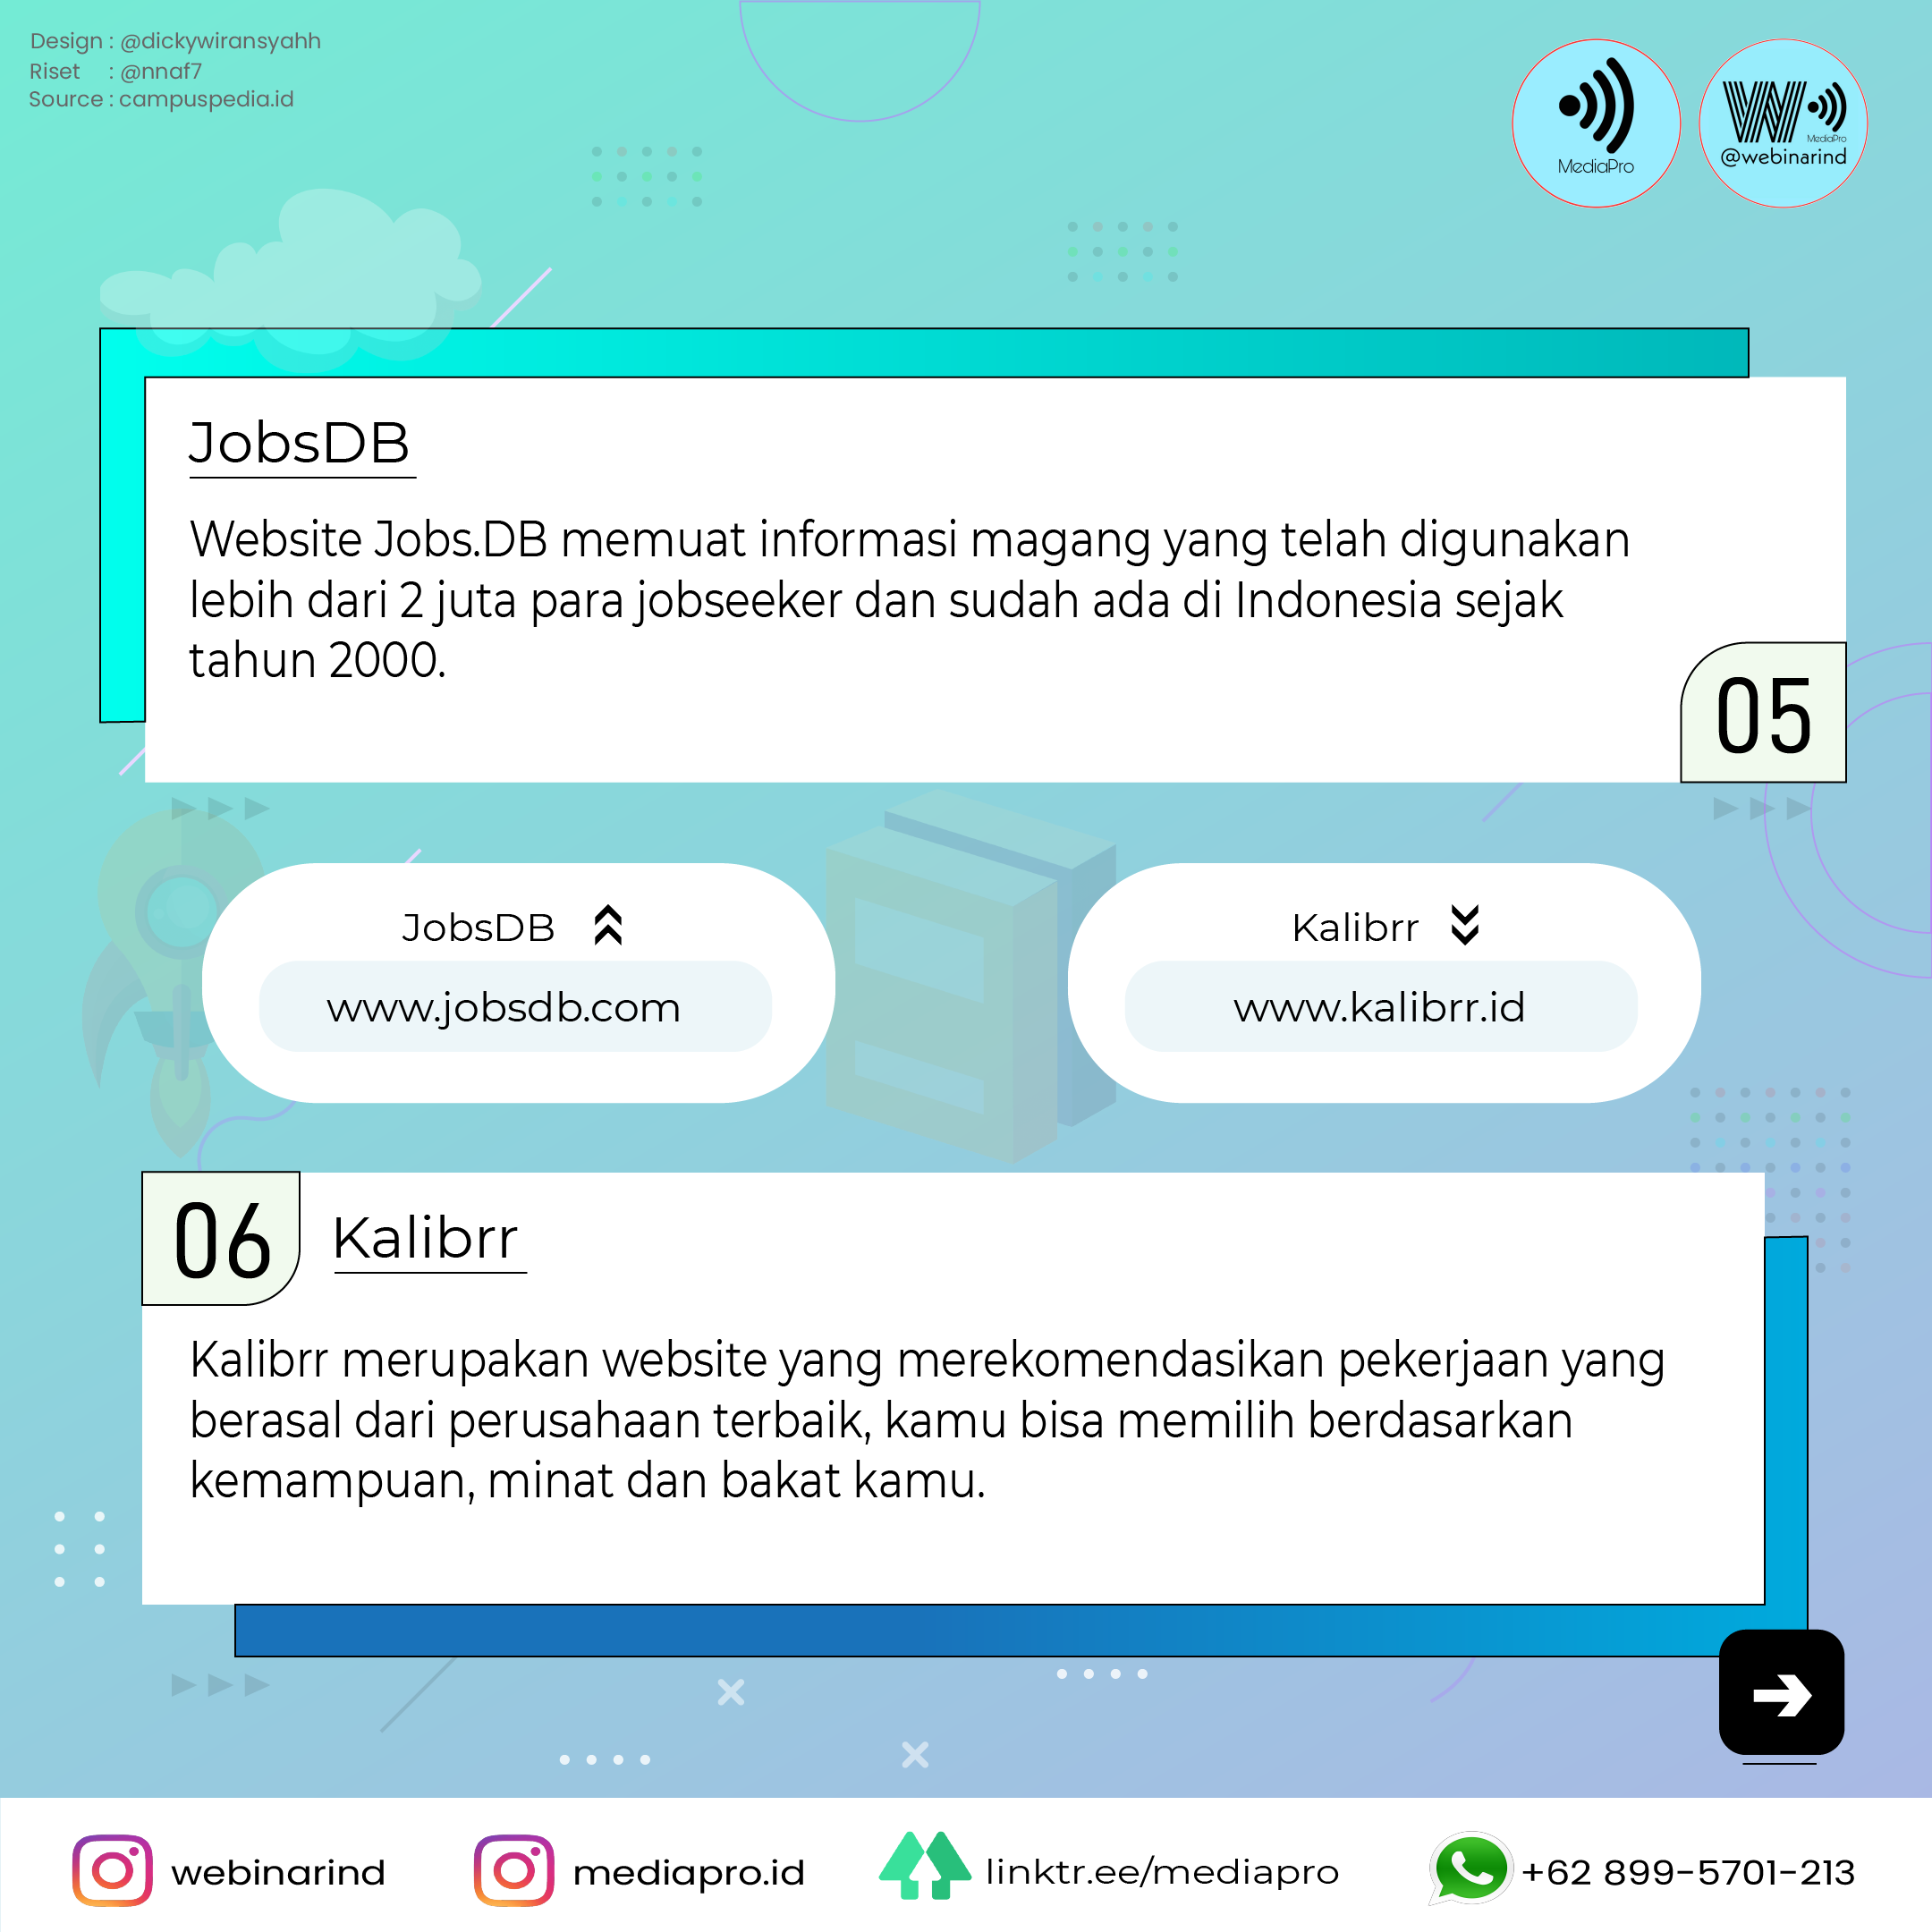 Design : @dickywiransyahh
Riset : @nnaf7
Source : campuspedia.id
MediaPro
W
MediaPro
@webinarind
JobsDB
Website Jobs.DB memuat informasi magang yang telah digunakan
lebih dari 2 juta para jobseeker dan sudah ada di Indonesia sejak
tahun 2000.
05
JobsDB
www.jobsdb.com
Kalibrr
www.kalibrr.id
06
Kalibrr
Kalibrr merupakan website yang merekomendasikan pekerjaan yang
berasal dari perusahaan terbaik, kamu bisa memilih berdasarkan
kemampuan, minat dan bakat kamu.
webinarind
mediapro.id
linktr.ee/mediapro
+62 899-5701-213